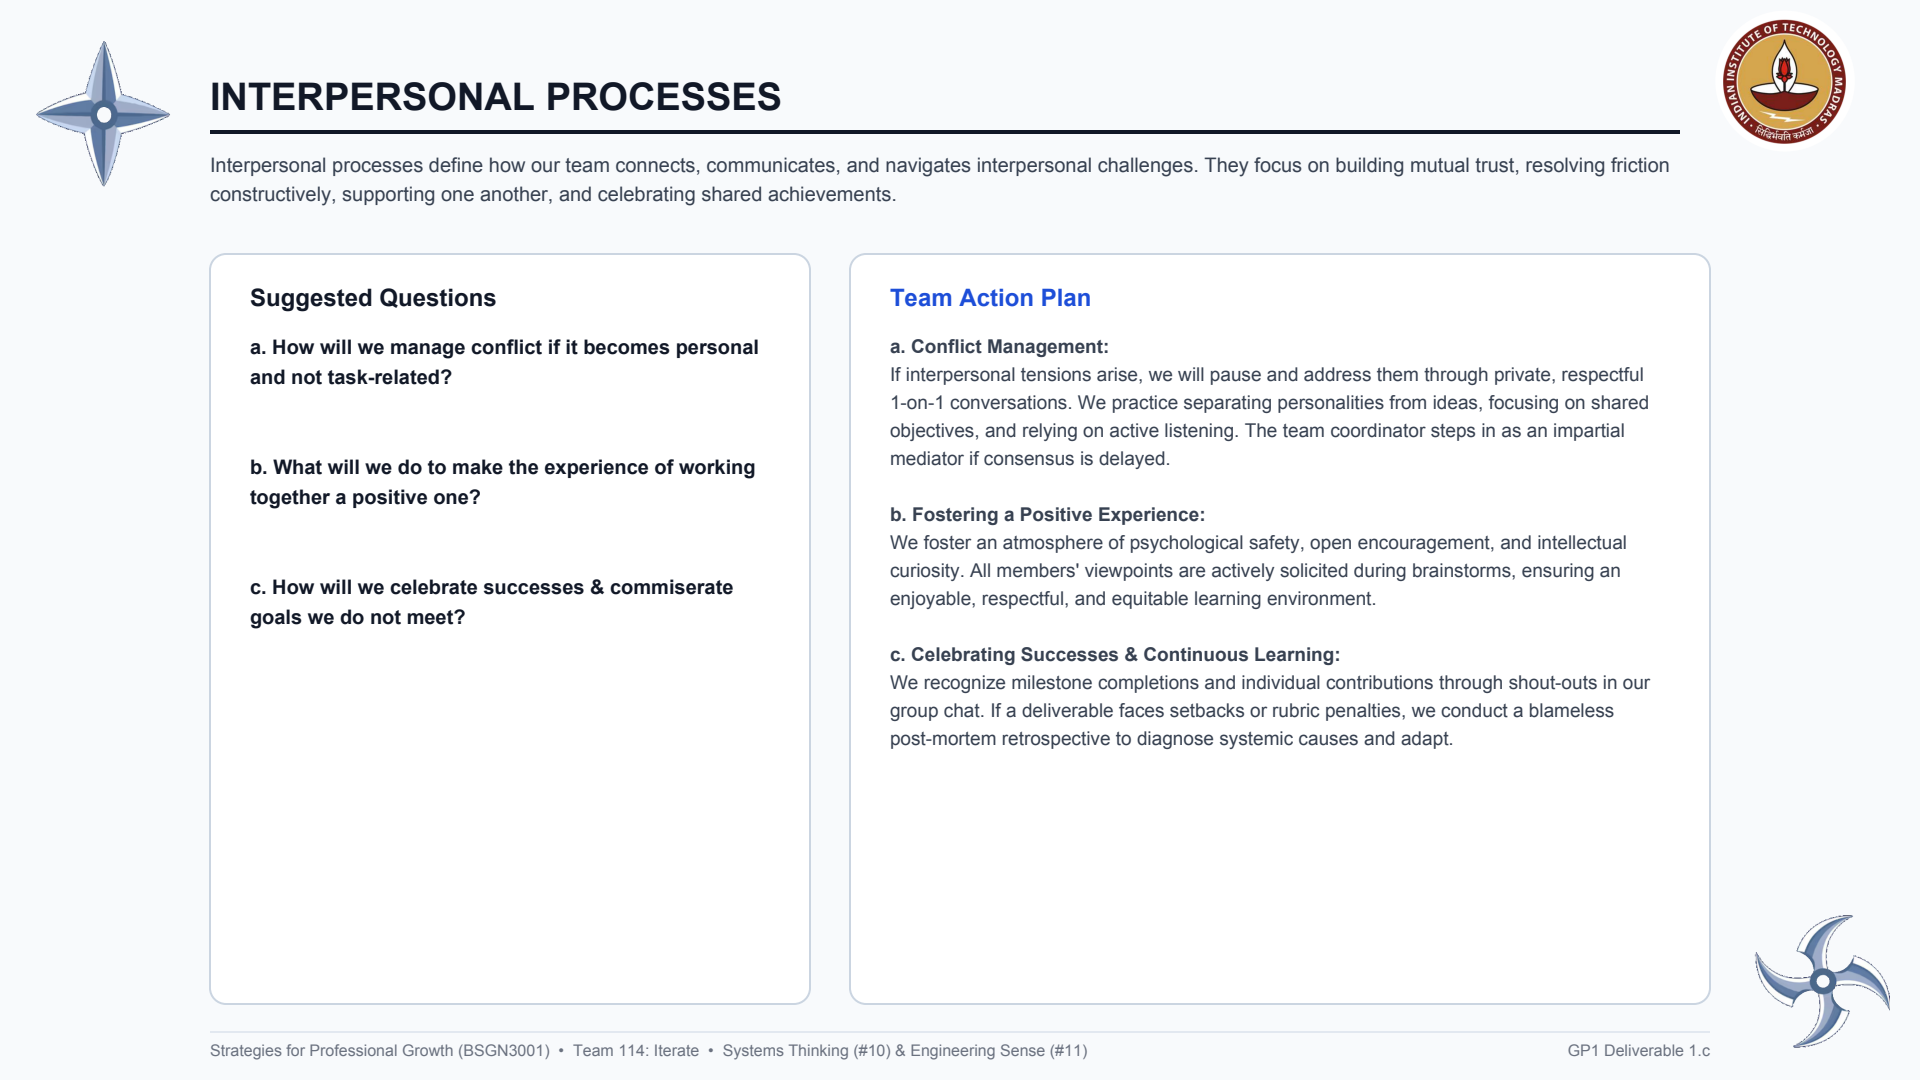 INTERPERSONAL PROCESSES
INDIAN INSTITUTE OF TECHNOLOGY MADRAS
सिद्धिर्भवति कर्मजा
Interpersonal processes define how our team connects, communicates, and navigates interpersonal challenges. They focus on building mutual trust, resolving friction
constructively, supporting one another, and celebrating shared achievements.
Suggested Questions
a. How will we manage conflict if it becomes personal
and not task-related?
b. What will we do to make the experience of working
together a positive one?
c. How will we celebrate successes & commiserate
goals we do not meet?
Team Action Plan
a. Conflict Management:
If interpersonal tensions arise, we will pause and address them through private, respectful
1-on-1 conversations. We practice separating personalities from ideas, focusing on shared
objectives, and relying on active listening. The team coordinator steps in as an impartial
mediator if consensus is delayed.
b. Fostering a Positive Experience:
We foster an atmosphere of psychological safety, open encouragement, and intellectual
curiosity. All members' viewpoints are actively solicited during brainstorms, ensuring an
enjoyable, respectful, and equitable learning environment.
c. Celebrating Successes & Continuous Learning:
We recognize milestone completions and individual contributions through shout-outs in our
group chat. If a deliverable faces setbacks or rubric penalties, we conduct a blameless
post-mortem retrospective to diagnose systemic causes and adapt.
Strategies for Professional Growth (BSGN3001) • Team 114: Iterate • Systems Thinking (#10) & Engineering Sense (#11)
GP1 Deliverable 1.c